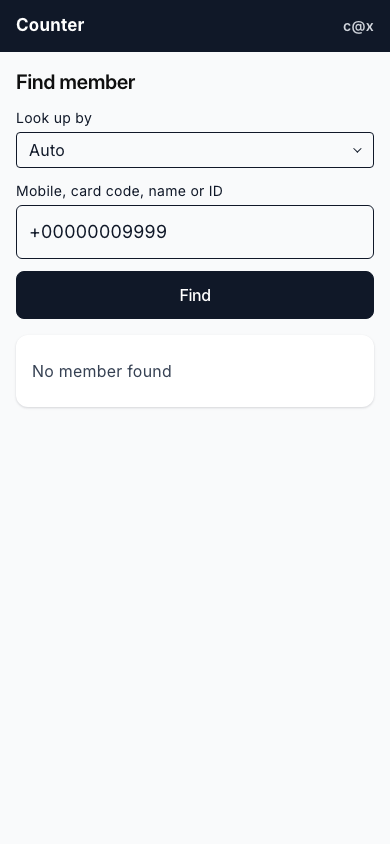 Counter
c@x
Find member
Look up by
Auto
Mobile, card code, name or ID
+00000009999
Find
No member found